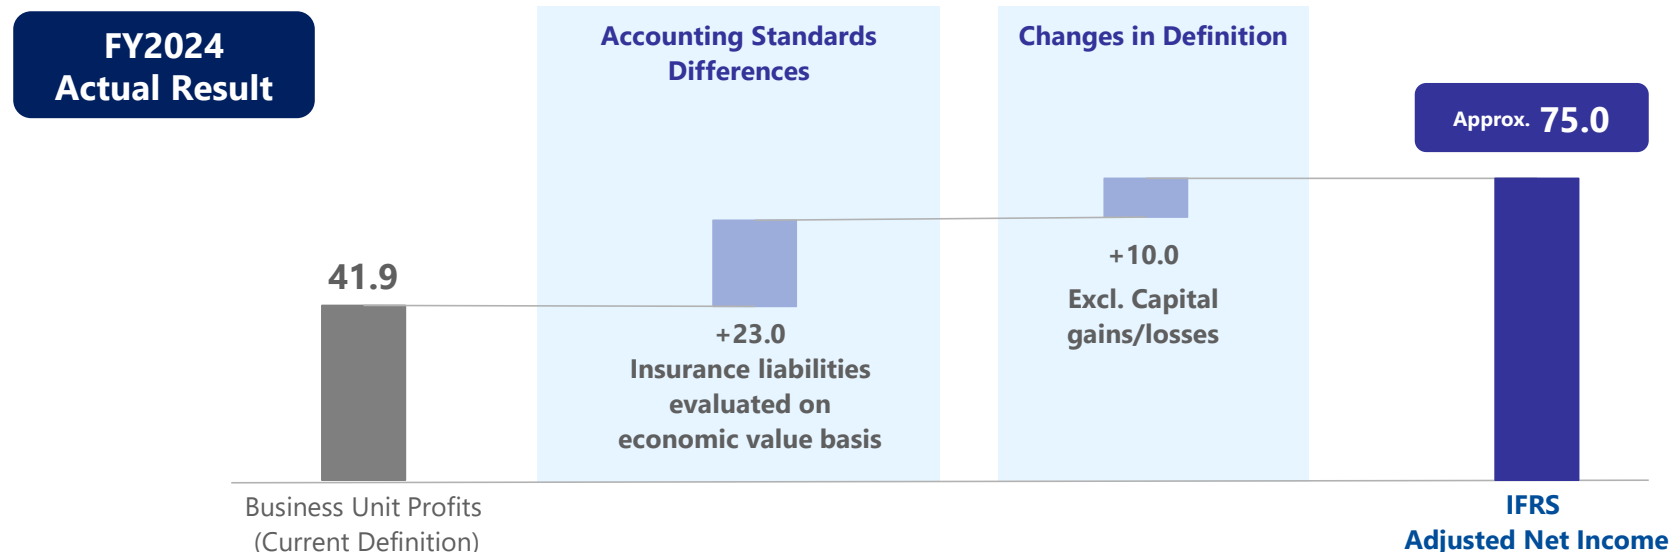 FY2024
Actual Result
Accounting Standards
Differences
Changes in Definition
Approx. 75.0
41.9
+23.0
Insurance liabilities
evaluated on
economic value basis
+10.0
Excl. Capital
gains/losses
Business Unit Profits
(Current Definition)
IFRS
Adjusted Net Income